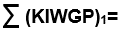 ∑ (KIWGP)₁=